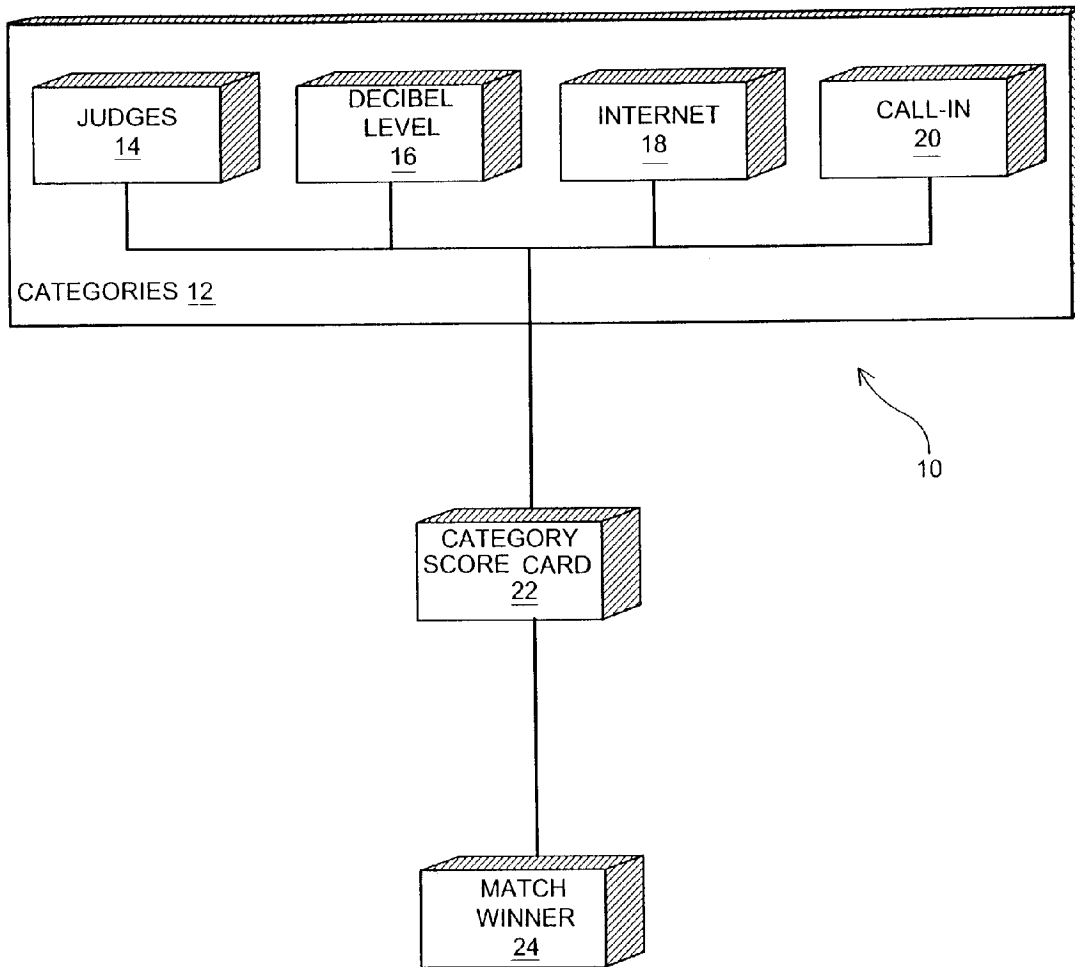 JUDGES
14
DECIBEL
LEVEL
16
INTERNET
18
CALL-IN
20
CATEGORIES 12
10
CATEGORY
SCORE CARD
22
MATCH
WINNER
24